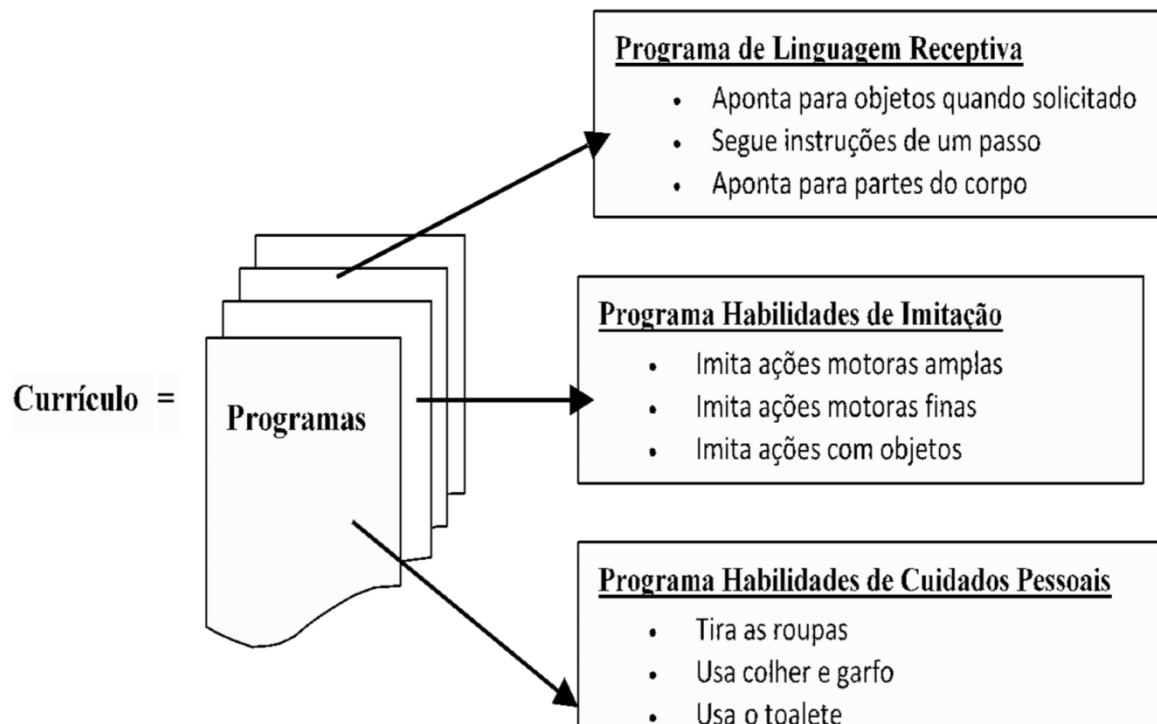 Programa de Linguagem Receptiva
• Aponta para objetos quando solicitado
• Segue instruções de um passo
• Aponta para partes do corpo
Currículo =
Programas
Programa Habilidades de Imitação
• Imita ações motoras amplas
• Imita ações motoras finas
• Imita ações com objetos
Programa Habilidades de Cuidados Pessoais
• Tira as roupas
• Usa colher e garfo
• Usa o toalete